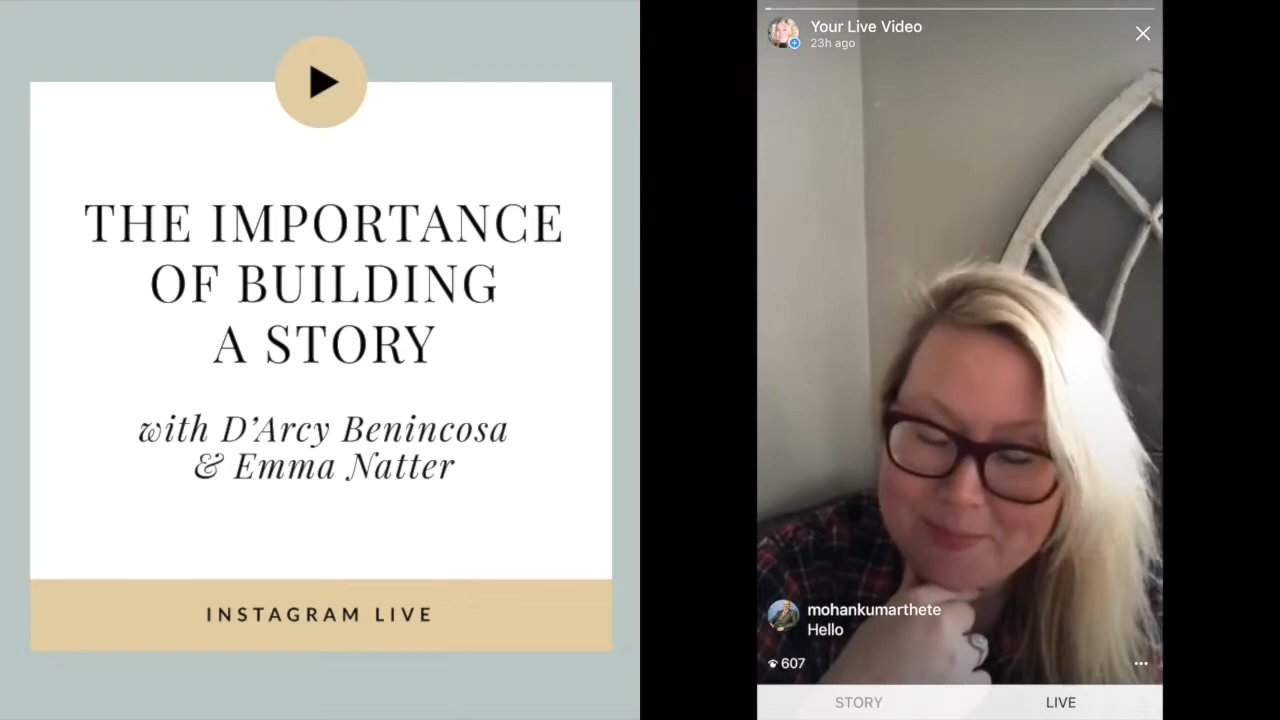 THE IMPORTANCE
OF BUILDING
A STORY
with D'Arcy Benincosa
& Emma Natter
INSTAGRAM LIVE
Your Live Video
23h ago
mohankumarthete
Hello
607
STORY
LIVE